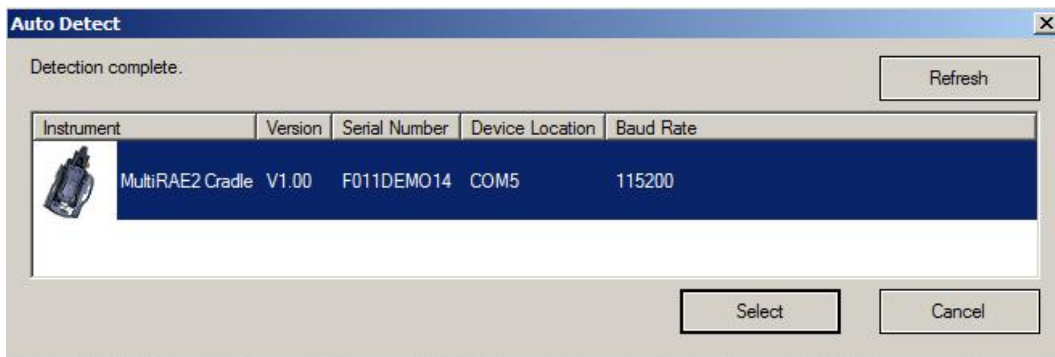 Auto Detect
Detection complete.
Refresh
Instrument Version Serial Number Device Location Baud Rate
MultiRAE2 Cradle V1.00 F011DEMO14 COM5 115200
Select Cancel